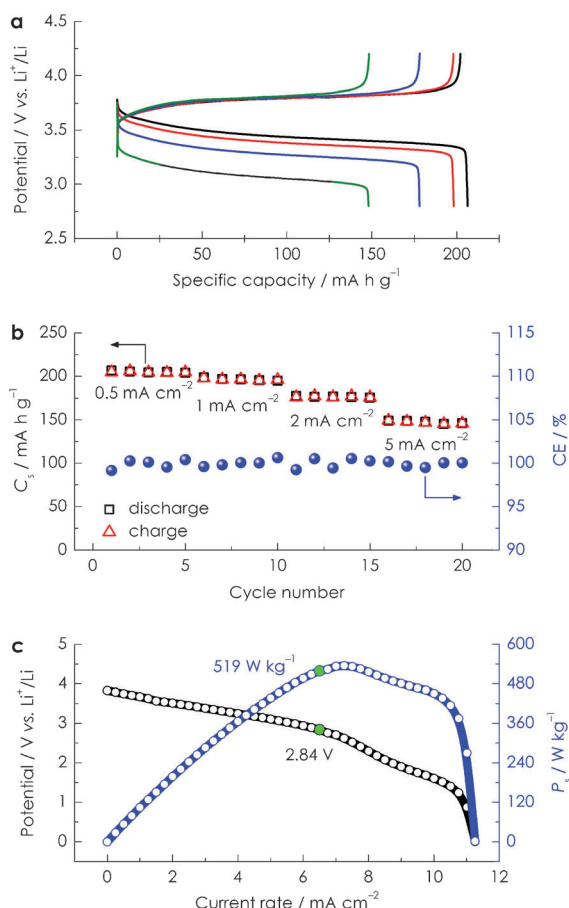 a
4.5
4.0
3.5
3.0
2.5
Potential / V vs. Li⁺/Li
0 50 100 150 200
Specific capacity / mA h g⁻¹
b
250
200
150
100
50
0
Cₛ / mA h g⁻¹
0.5 mA cm⁻²
1 mA cm⁻²
2 mA cm⁻²
5 mA cm⁻²
discharge
charge
115
110
105
100
95
90
CE / %
0 5 10 15 20
Cycle number
c
5
4
3
2
1
0
Potential / V vs. Li⁺/Li
519 W kg⁻¹
2.84 V
600
480
360
240
120
0
Pₑ / W kg⁻¹
0 2 4 6 8 10 12
Current rate / mA cm⁻²